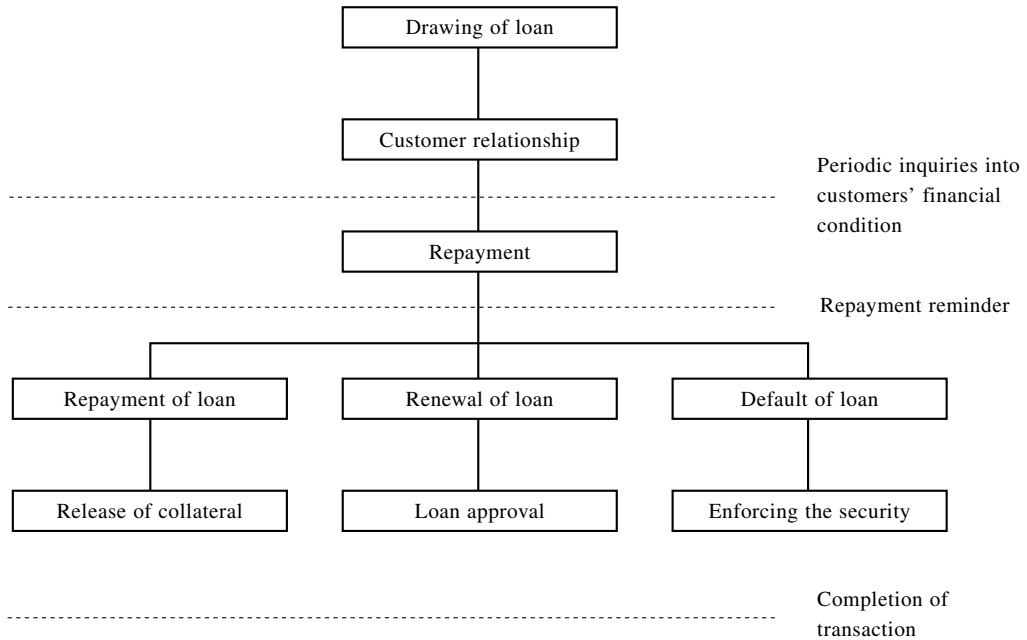 Drawing of loan
Customer relationship
Periodic inquiries into
customers’ financial
condition
Repayment
Repayment reminder
Repayment of loan
Renewal of loan
Default of loan
Release of collateral
Loan approval
Enforcing the security
Completion of
transaction